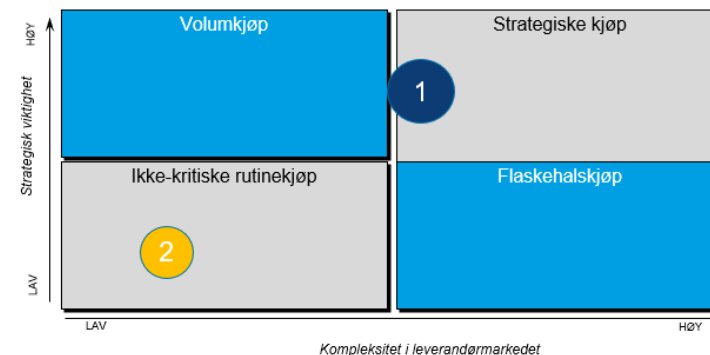 HØY
Volumkjøp
Strategiske kjøp
1
Strategisk viktighet
Ikke-kritiske rutinekjøp
Flaskehalskjøp
2
LAV
LAV
HØY
Kompleksitet i leverandørmarkedet